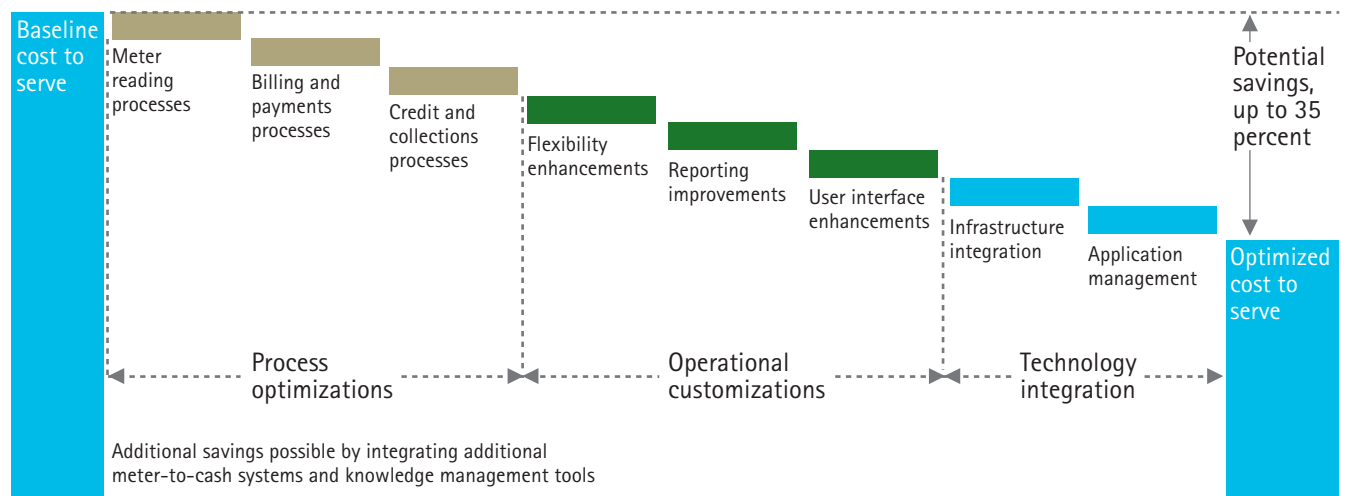 Baseline
cost to
serve
Meter
reading
processes
Billing and
payments
processes
Credit and
collections
processes
Flexibility
enhancements
Reporting
improvements
User interface
enhancements
Infrastructure
integration
Application
management
Potential
savings,
up to 35
percent
Optimized
cost to
serve
Process
optimizations
Operational
customizations
Technology
integration
Additional savings possible by integrating additional
meter-to-cash systems and knowledge management tools